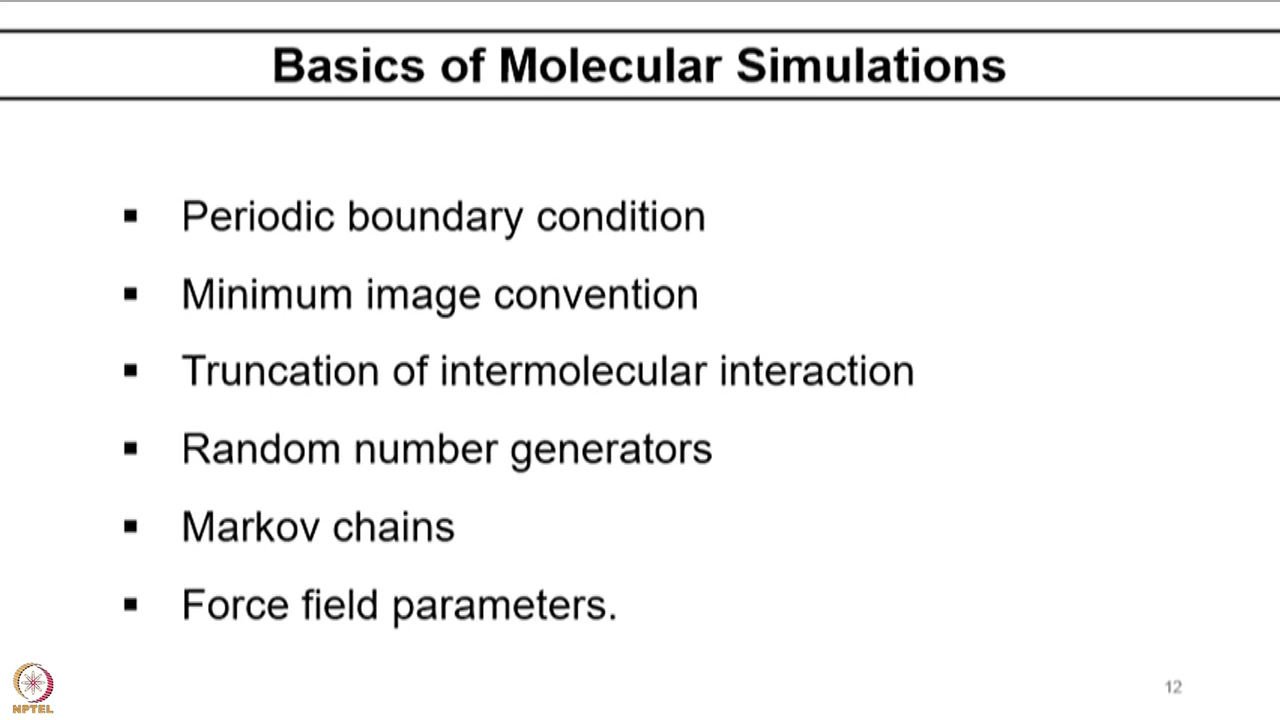 Basics of Molecular Simulations
▪ Periodic boundary condition
▪ Minimum image convention
▪ Truncation of intermolecular interaction
▪ Random number generators
▪ Markov chains
▪ Force field parameters.
NPTEL
12